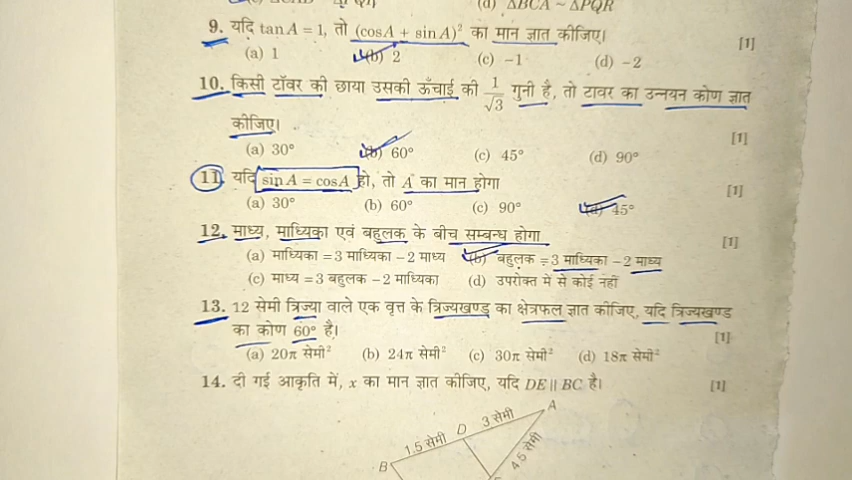 (d) ΔBCA ~ ΔPQR
9. यदि tan A = 1, तो (cosA + sin A)² का मान ज्ञात कीजिए। [1]
(a) 1 (b) 2 (c) −1 (d) −2
10. किसी टॉवर की छाया उसकी ऊँचाई की 1/√3 गुनी है, तो टावर का उन्नयन कोण ज्ञात
कीजिए। [1]
(a) 30° (b) 60° (c) 45° (d) 90°
11. यदि sin A = cosA हो, तो A का मान होगा [1]
(a) 30° (b) 60° (c) 90° (d) 45°
12. माध्य, माध्यिका एवं बहुलक के बीच सम्बन्ध होगा [1]
(a) माध्यिका = 3 माध्यिका − 2 माध्य (b) बहुलक = 3 माध्यिका − 2 माध्य
(c) माध्य = 3 बहुलक − 2 माध्यिका (d) उपरोक्त में से कोई नहीं
13. 12 सेमी त्रिज्या वाले एक वृत्त के त्रिज्यखण्ड का क्षेत्रफल ज्ञात कीजिए, यदि त्रिज्यखण्ड
का कोण 60° है। [1]
(a) 20π सेमी² (b) 24π सेमी² (c) 30π सेमी² (d) 18π सेमी²
14. दी गई आकृति में, x का मान ज्ञात कीजिए, यदि DE || BC है। [1]
A
3 सेमी
D
1.5 सेमी
4.5 सेमी
B